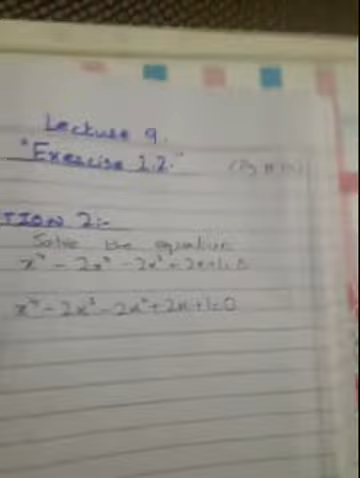 Lecture 9.
"Exercise 1.2."
TION 2:-
Solve the equation
x⁴ - 2x³ - 2x² + 2x + 1 = 0
x⁴ - 2x³ - 2x² + 2x + 1 = 0